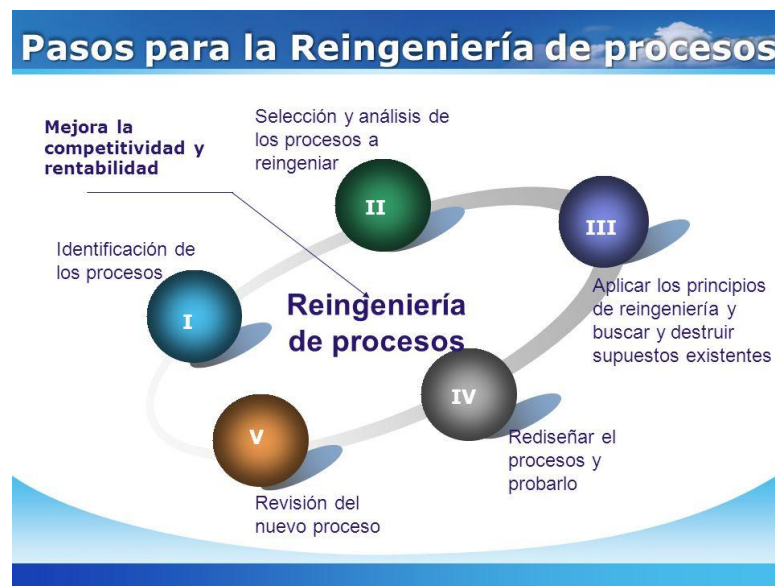 Pasos para la Reingeniería de procesos
Mejora la
competitividad y
rentabilidad
Selección y análisis de
los procesos a
reingeniar
II
III
Identificación de
los procesos
I
Aplicar los principios
de reingeniería y
buscar y destruir
supuestos existentes
Reingeniería
de procesos
IV
Rediseñar el
procesos y
probarlo
V
Revisión del
nuevo proceso